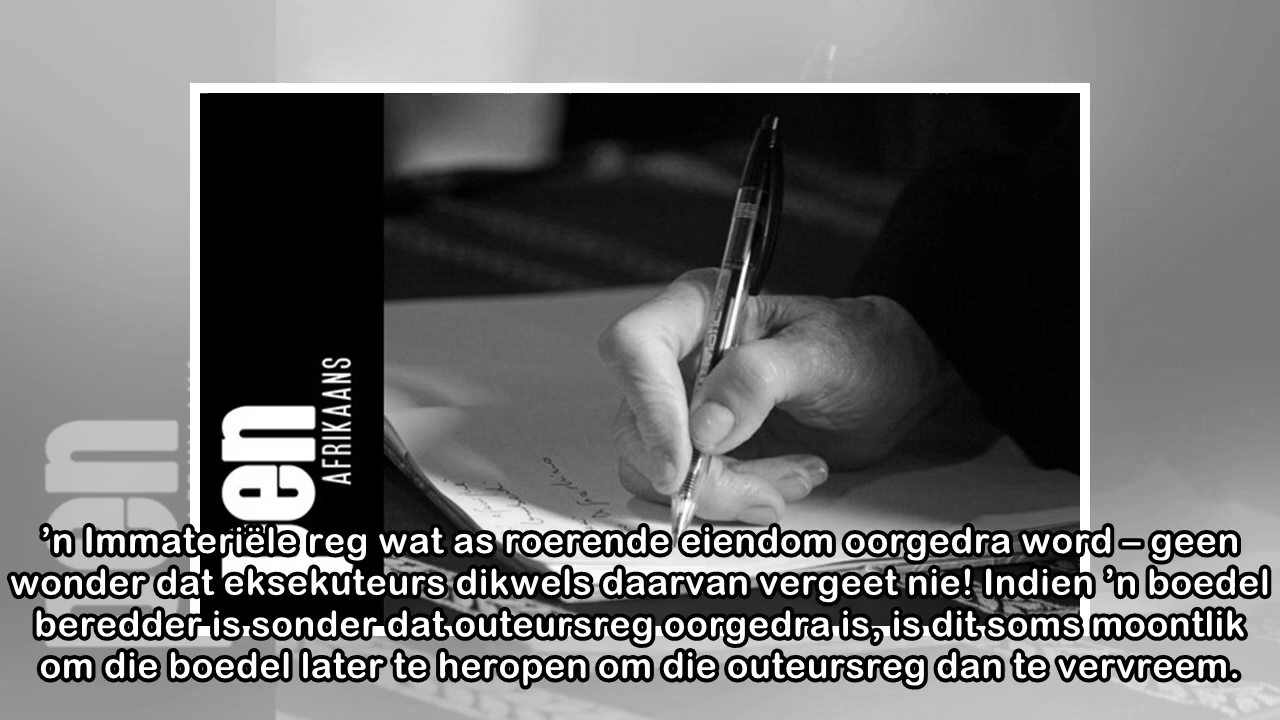 pen
AFRIKAANS
’n Immateriële reg wat as roerende eiendom oorgedra word – geen
wonder dat eksekuteurs dikwels daarvan vergeet nie! Indien ’n boedel
beredder is sonder dat outeursreg oorgedra is, is dit soms moontlik
om die boedel later te heropen om die outeursreg dan te vervreem.